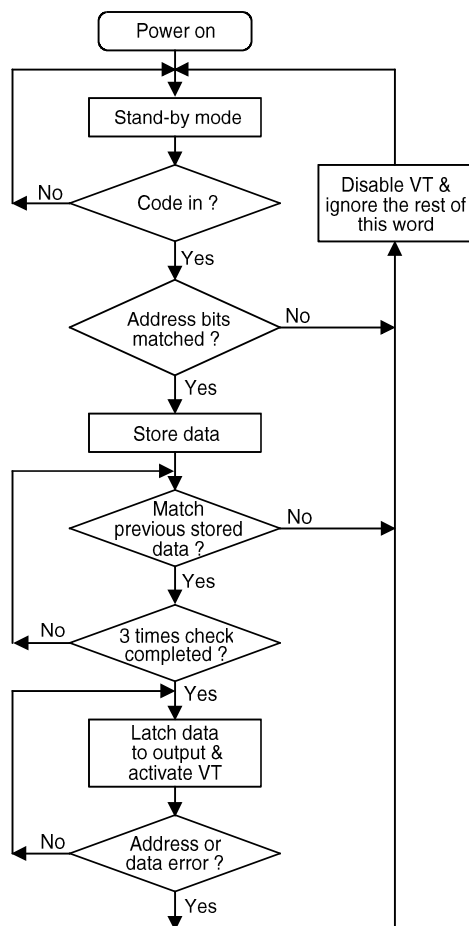 Power on
Stand-by mode
No
Code in ?
Disable VT &
ignore the rest of
this word
Yes
Address bits
matched ?
No
Yes
Store data
Match
previous stored
data ?
No
Yes
No
3 times check
completed ?
Yes
Latch data
to output &
activate VT
No
Address or
data error ?
Yes